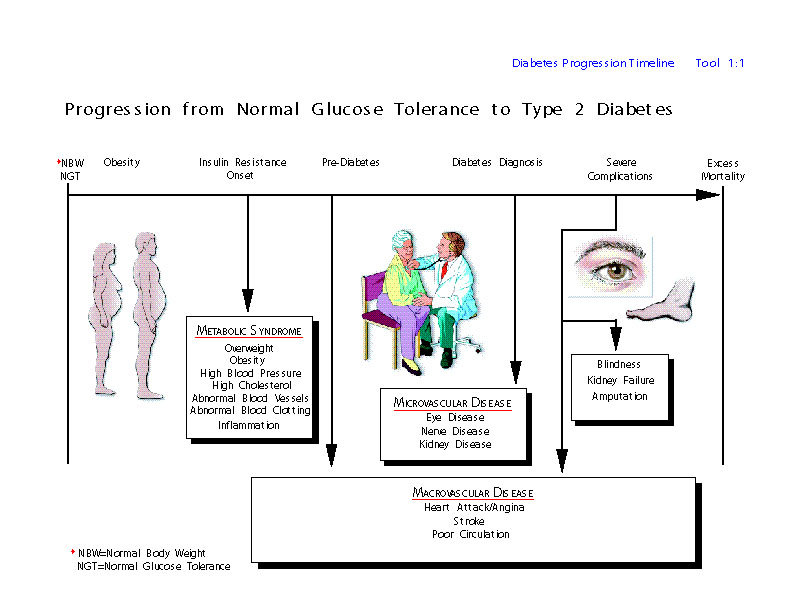 Diabetes Progression Timeline Tool 1:1
Progression from Normal Glucose Tolerance to Type 2 Diabetes
*NBW
NGT
Obesity
Insulin Resistance
Onset
Pre-Diabetes
Diabetes Diagnosis
Severe
Complications
Excess
Mortality
METABOLIC SYNDROME
Overweight
Obesity
High Blood Pressure
High Cholesterol
Abnormal Blood Vessels
Abnormal Blood Clotting
Inflammation
MICROVASCULAR DISEASE
Eye Disease
Nerve Disease
Kidney Disease
Blindness
Kidney Failure
Amputation
MACROVASCULAR DISEASE
Heart Attack/Angina
Stroke
Poor Circulation
* NBW=Normal Body Weight
NGT=Normal Glucose Tolerance